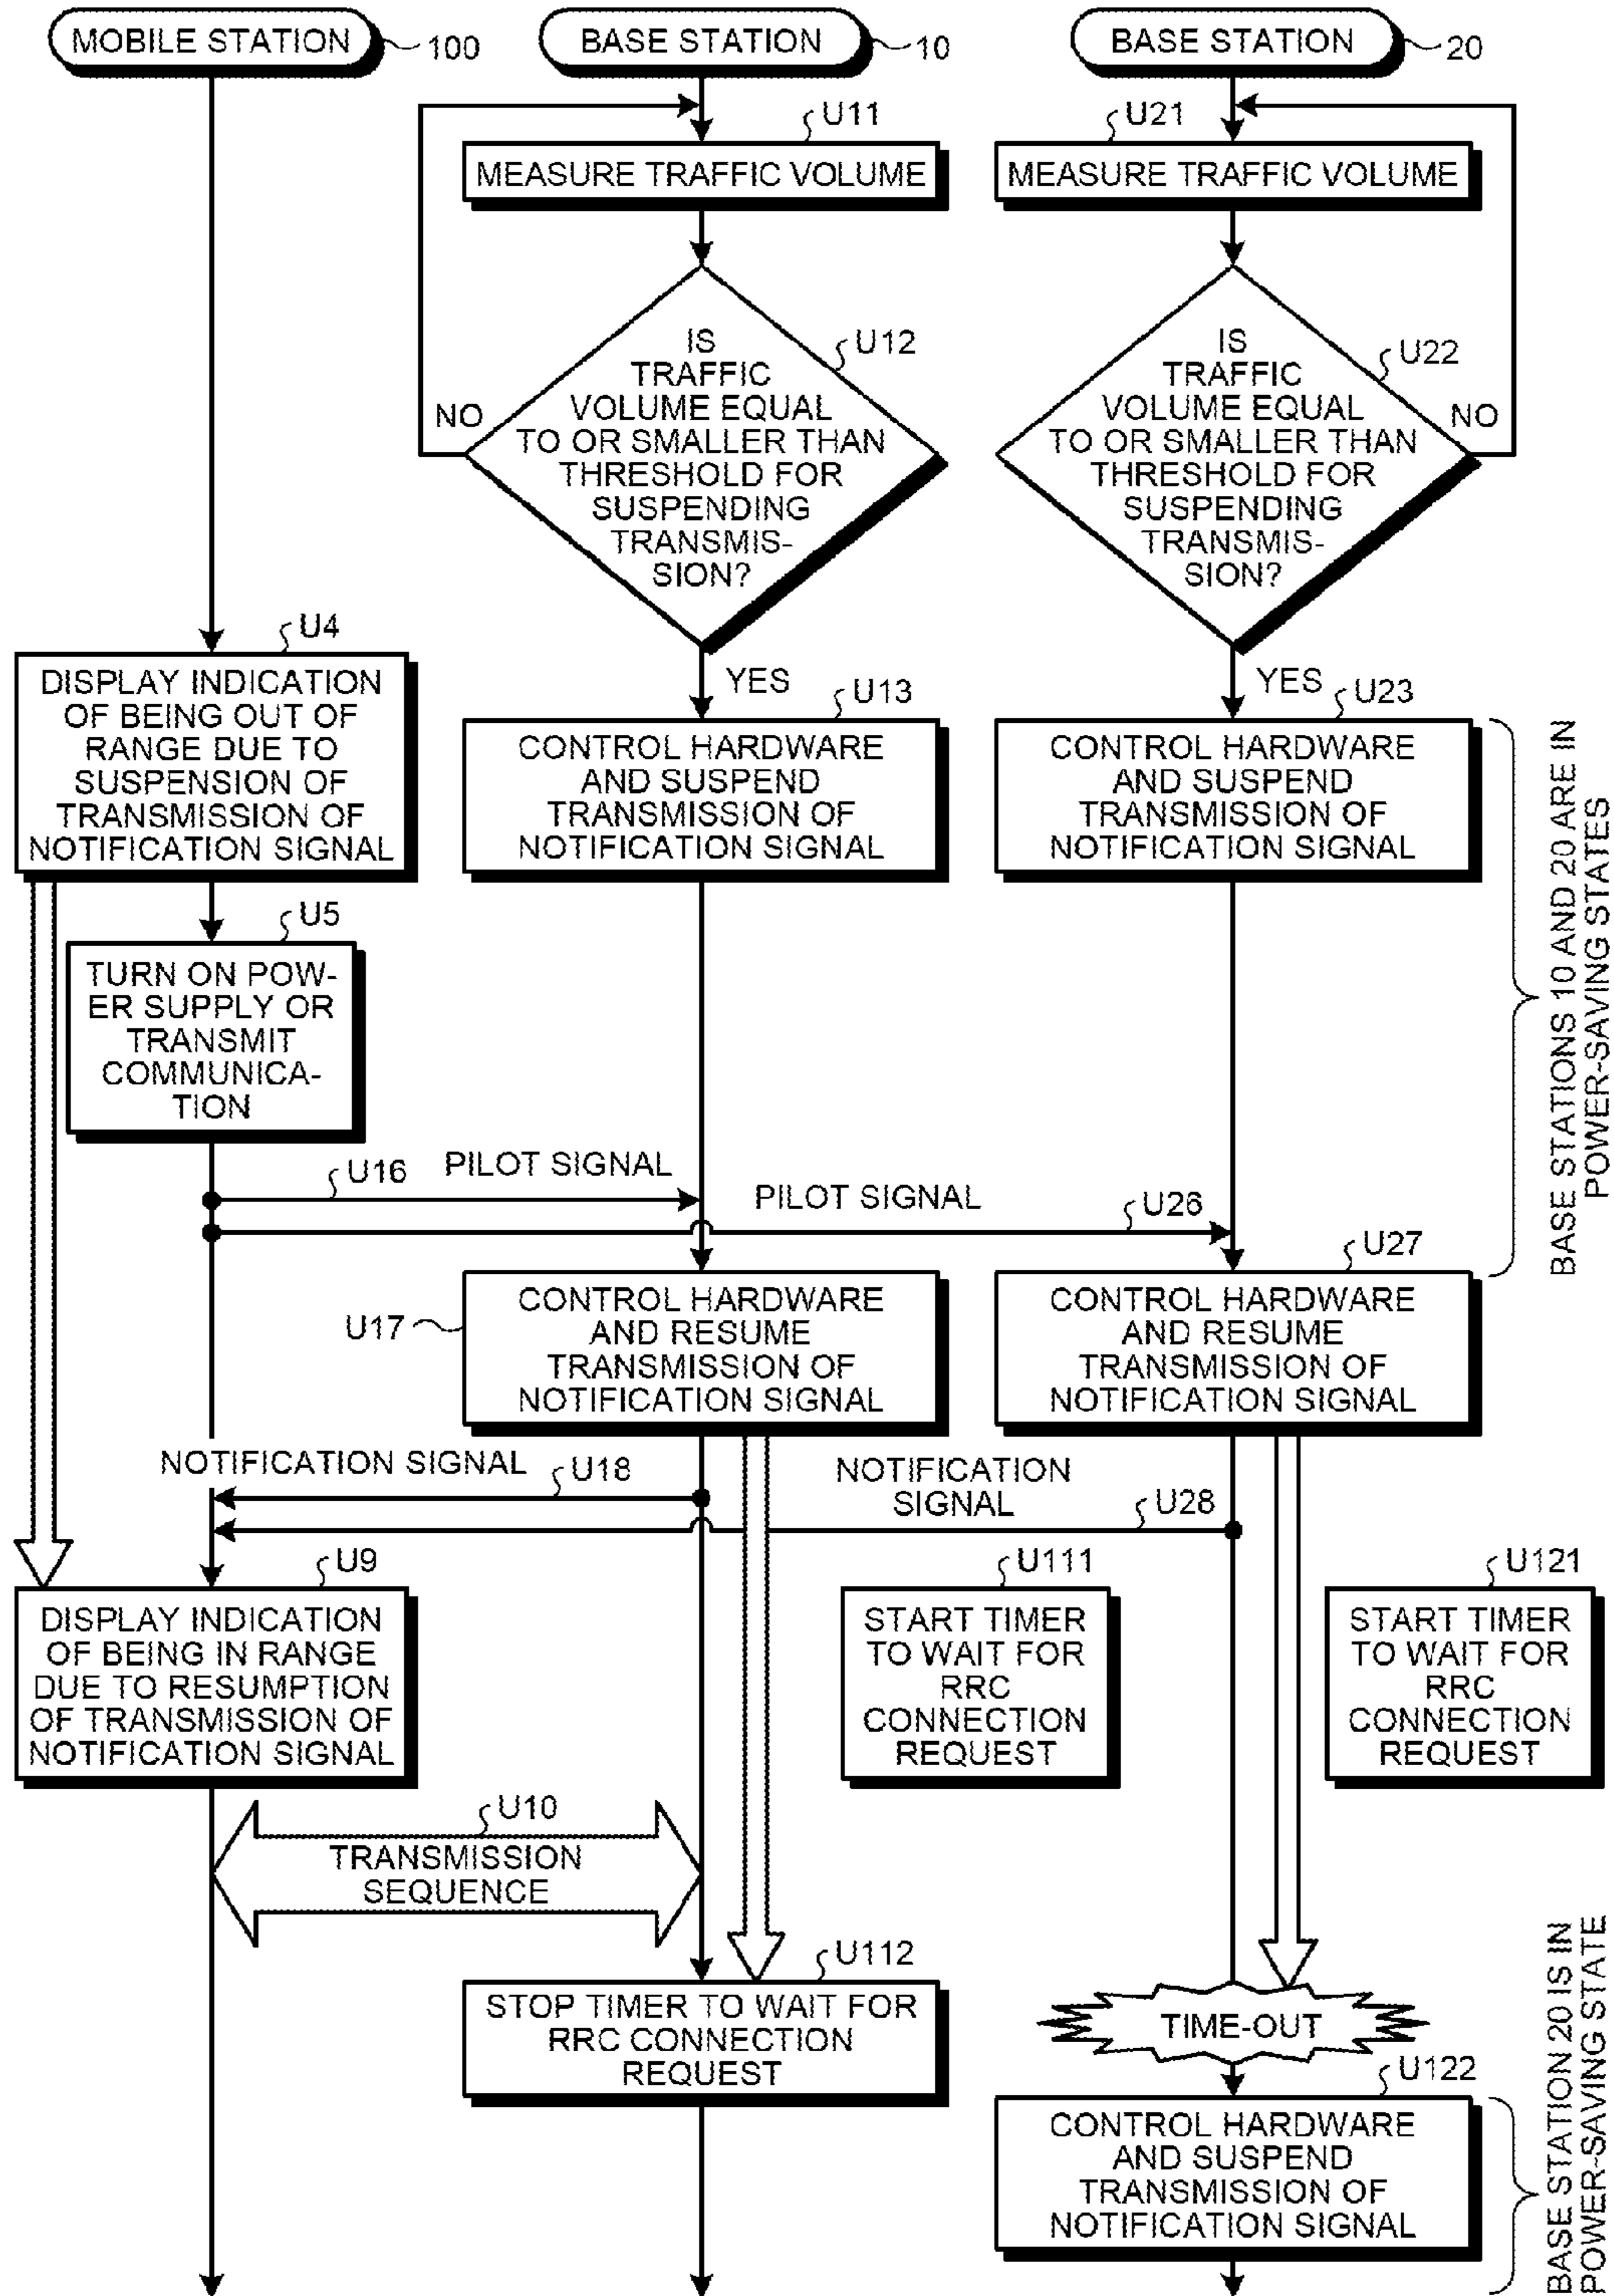 MOBILE STATION
100
BASE STATION
10
BASE STATION
20
U11
MEASURE TRAFFIC VOLUME
U21
MEASURE TRAFFIC VOLUME
U12
IS
TRAFFIC
VOLUME EQUAL
TO OR SMALLER THAN
THRESHOLD FOR
SUSPENDING
TRANSMIS-
SION?
NO
YES
U22
IS
TRAFFIC
VOLUME EQUAL
TO OR SMALLER THAN
THRESHOLD FOR
SUSPENDING
TRANSMIS-
SION?
NO
YES
U4
DISPLAY INDICATION
OF BEING OUT OF
RANGE DUE TO
SUSPENSION OF
TRANSMISSION OF
NOTIFICATION SIGNAL
U13
CONTROL HARDWARE
AND SUSPEND
TRANSMISSION OF
NOTIFICATION SIGNAL
U23
CONTROL HARDWARE
AND SUSPEND
TRANSMISSION OF
NOTIFICATION SIGNAL
BASE STATIONS 10 AND 20 ARE IN
POWER-SAVING STATES
U5
TURN ON POW-
ER SUPPLY OR
TRANSMIT
COMMUNICA-
TION
U16
PILOT SIGNAL
PILOT SIGNAL
U26
U17
CONTROL HARDWARE
AND RESUME
TRANSMISSION OF
NOTIFICATION SIGNAL
U27
CONTROL HARDWARE
AND RESUME
TRANSMISSION OF
NOTIFICATION SIGNAL
NOTIFICATION SIGNAL
U18
NOTIFICATION
SIGNAL
U28
U9
DISPLAY INDICATION
OF BEING IN RANGE
DUE TO RESUMPTION
OF TRANSMISSION OF
NOTIFICATION SIGNAL
U111
START TIMER
TO WAIT FOR
RRC
CONNECTION
REQUEST
U121
START TIMER
TO WAIT FOR
RRC
CONNECTION
REQUEST
U10
TRANSMISSION
SEQUENCE
U112
STOP TIMER TO WAIT FOR
RRC CONNECTION
REQUEST
TIME-OUT
U122
CONTROL HARDWARE
AND SUSPEND
TRANSMISSION OF
NOTIFICATION SIGNAL
BASE STATION 20 IS IN
POWER-SAVING STATE